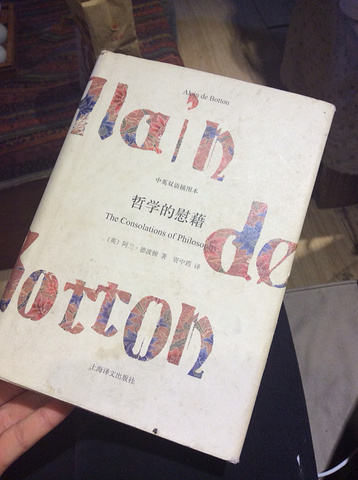 Alain de Botton
Alain
中英双语插图本
哲学的慰藉
The Consolations of Philosophy
de
(英) 阿兰·德波顿 著 资中筠 译
Botton
上海译文出版社